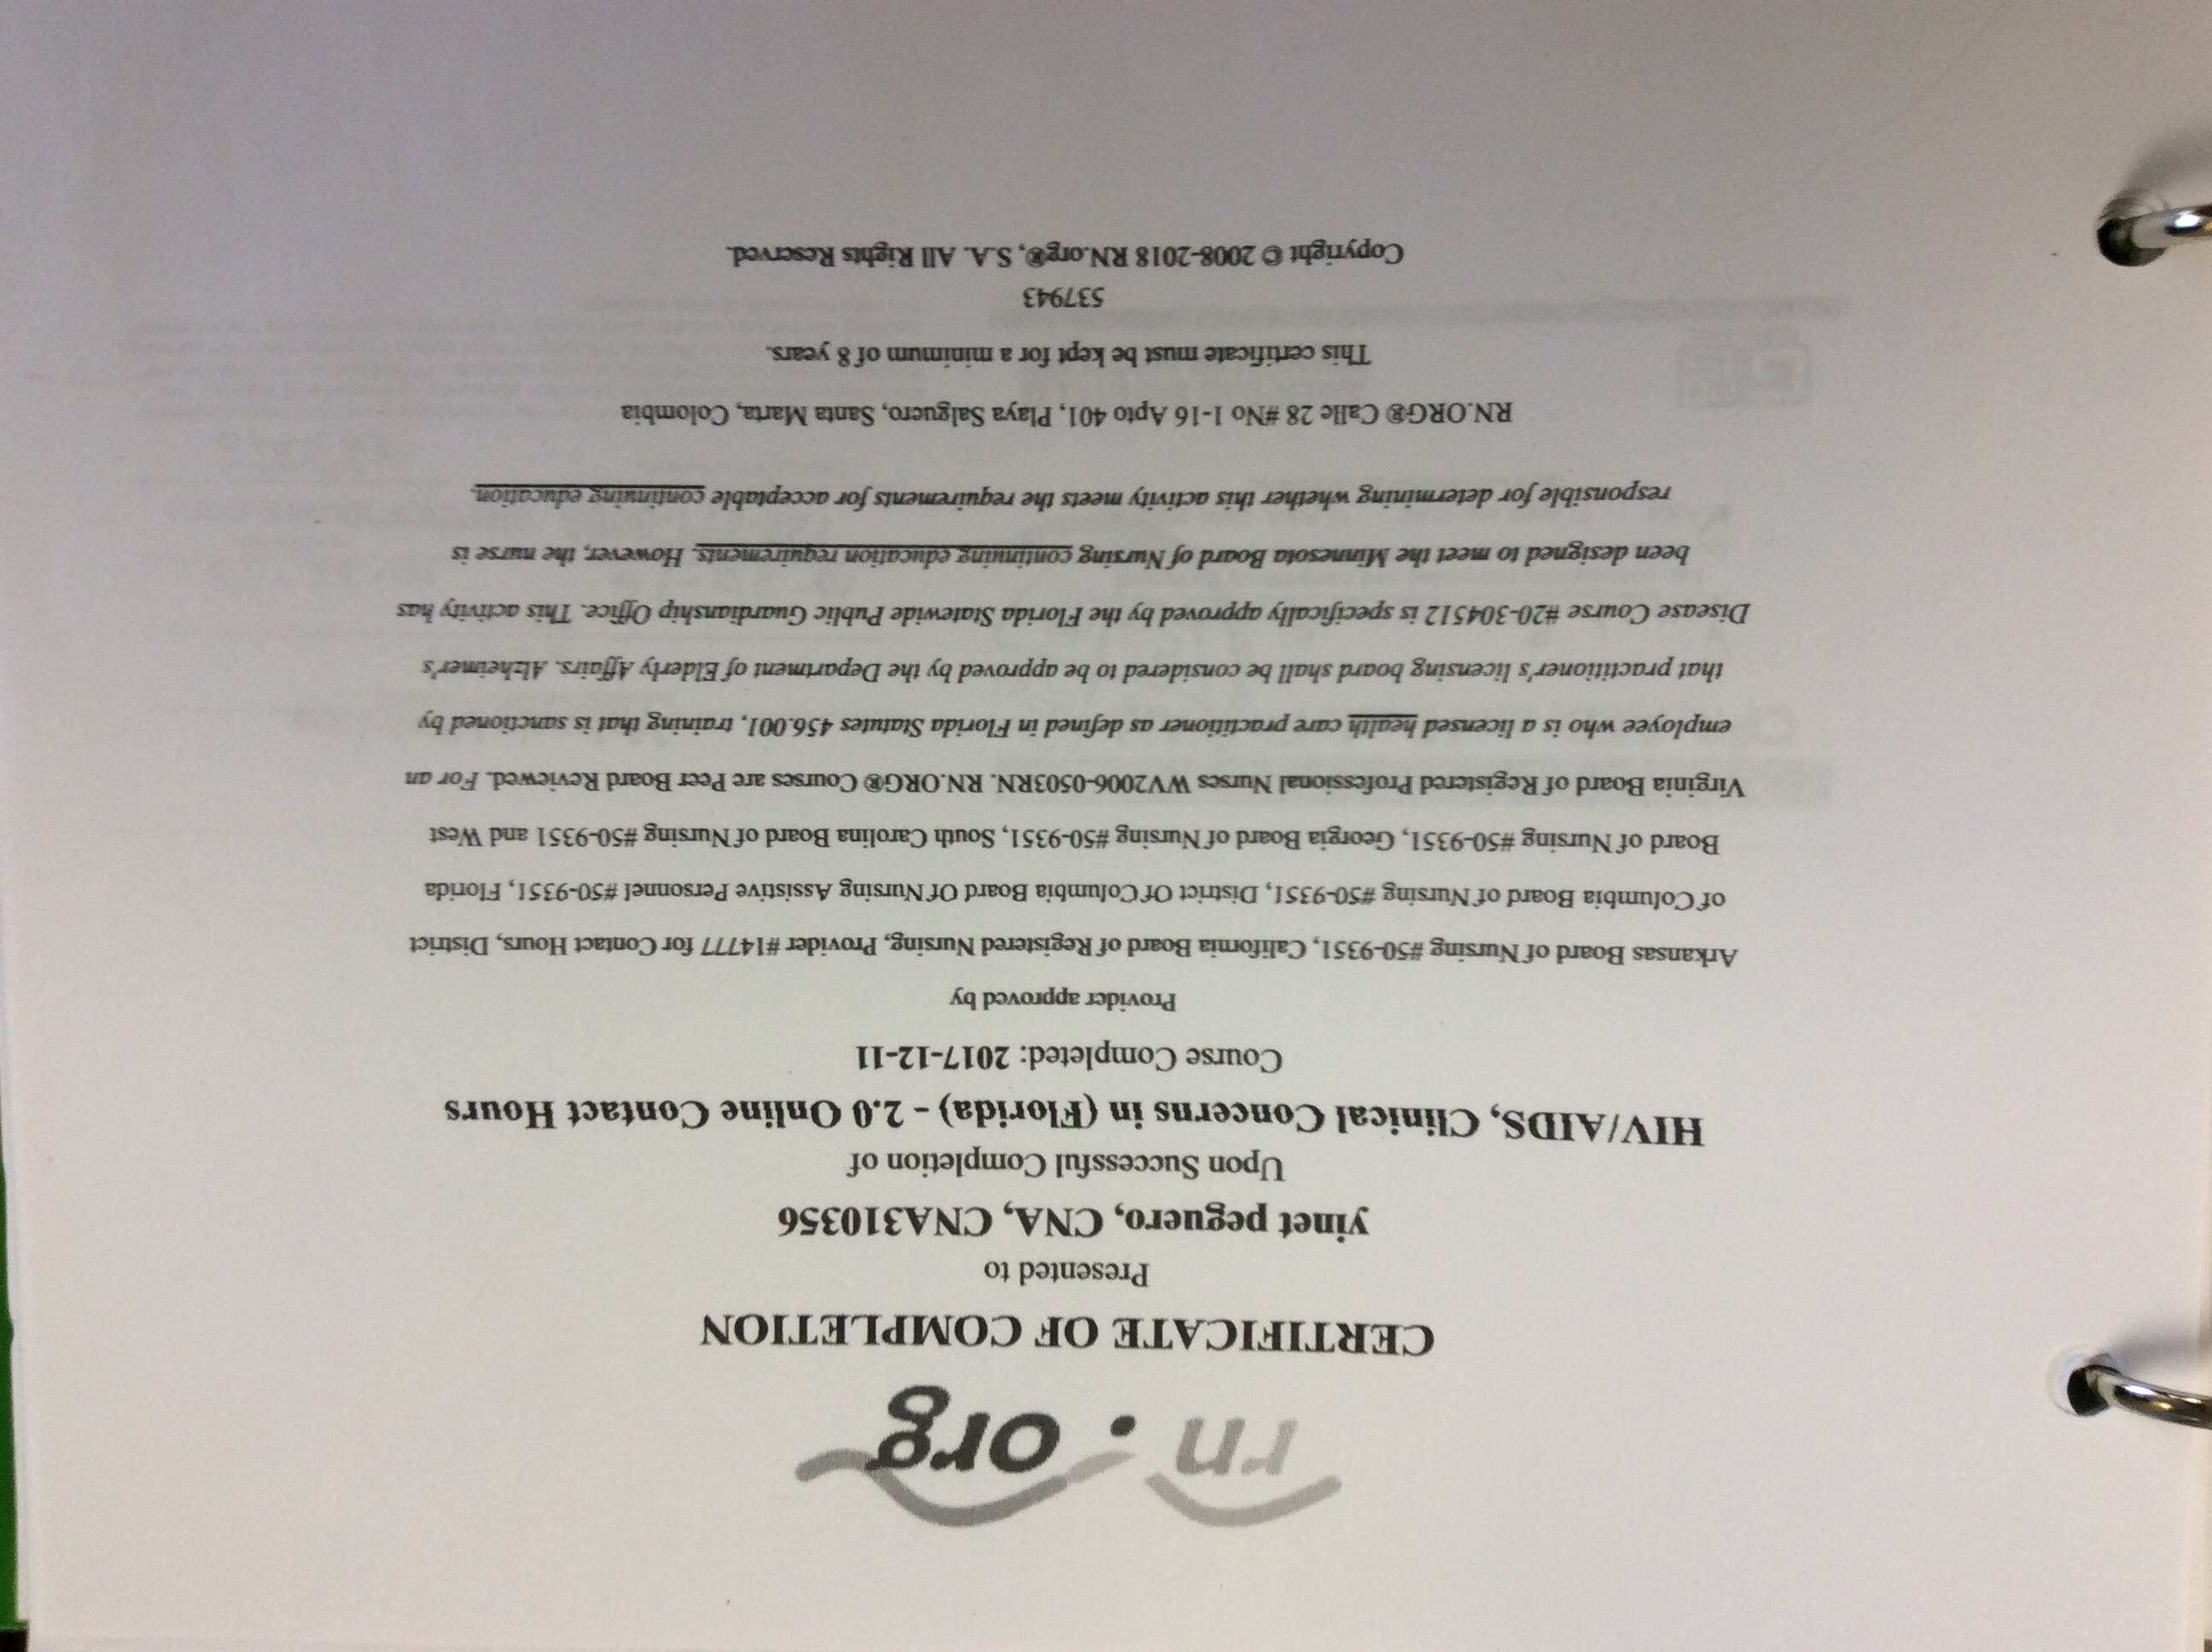 rn.org
CERTIFICATE OF COMPLETION
Presented to
yinet peguero, CNA, CNA310356
Upon Successful Completion of
HIV/AIDS, Clinical Concerns in (Florida) - 2.0 Online Contact Hours
Course Completed: 2017-12-11
Provider approved by
Arkansas Board of Nursing #50-9351, California Board of Registered Nursing, Provider #14777 for Contact Hours, District
of Columbia Board of Nursing #50-9351, District Of Columbia Board Of Nursing Assistive Personnel #50-9351, Florida
Board of Nursing #50-9351, Georgia Board of Nursing #50-9351, South Carolina Board of Nursing #50-9351 and West
Virginia Board of Registered Professional Nurses WV2006-0503RN. RN.ORG® Courses are Peer Board Reviewed. For an
employee who is a licensed health care practitioner as defined in Florida Statutes 456.001, training that is sanctioned by
that practitioner's licensing board shall be considered to be approved by the Department of Elderly Affairs. Alzheimer's
Disease Course #20-304512 is specifically approved by the Florida Statewide Public Guardianship Office. This activity has
been designed to meet the Minnesota Board of Nursing continuing education requirements. However, the nurse is
responsible for determining whether this activity meets the requirements for acceptable continuing education.
RN.ORG® Calle 28 #No 1-16 Apto 401, Playa Salguero, Santa Marta, Colombia
This certificate must be kept for a minimum of 8 years.
537943
Copyright © 2008-2018 RN.org®, S.A. All Rights Reserved.